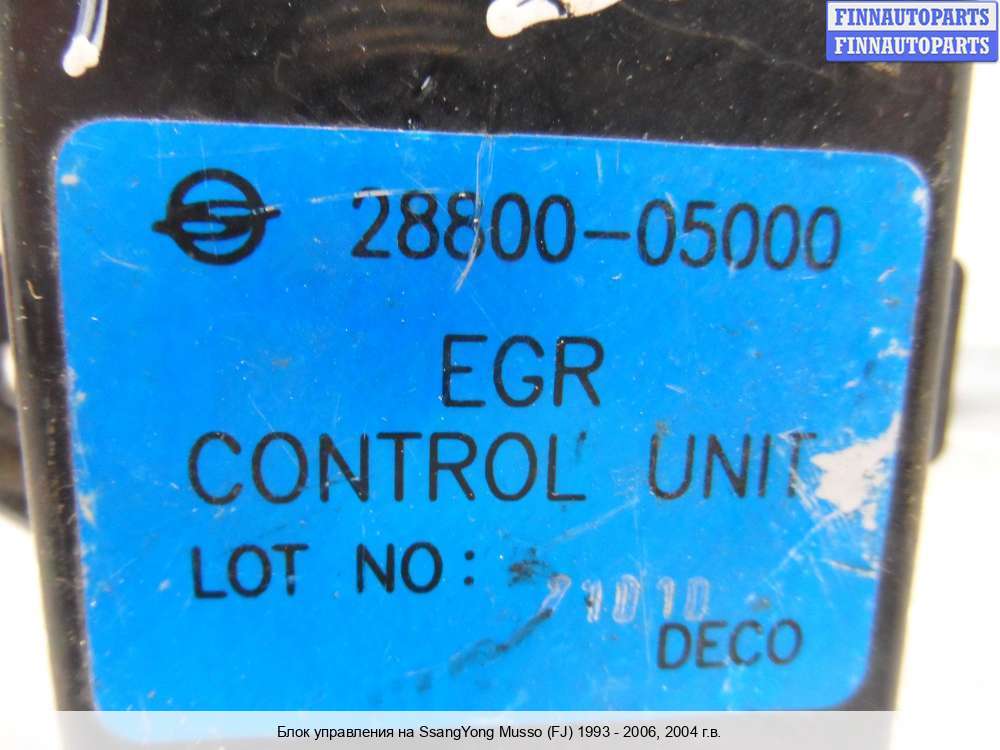 FINNAUTOPARTS
FINNAUTOPARTS
28800-05000
EGR
CONTROL UNIT
LOT NO:
DECO
Блок управления на SsangYong Musso (FJ) 1993 - 2006, 2004 г.в.